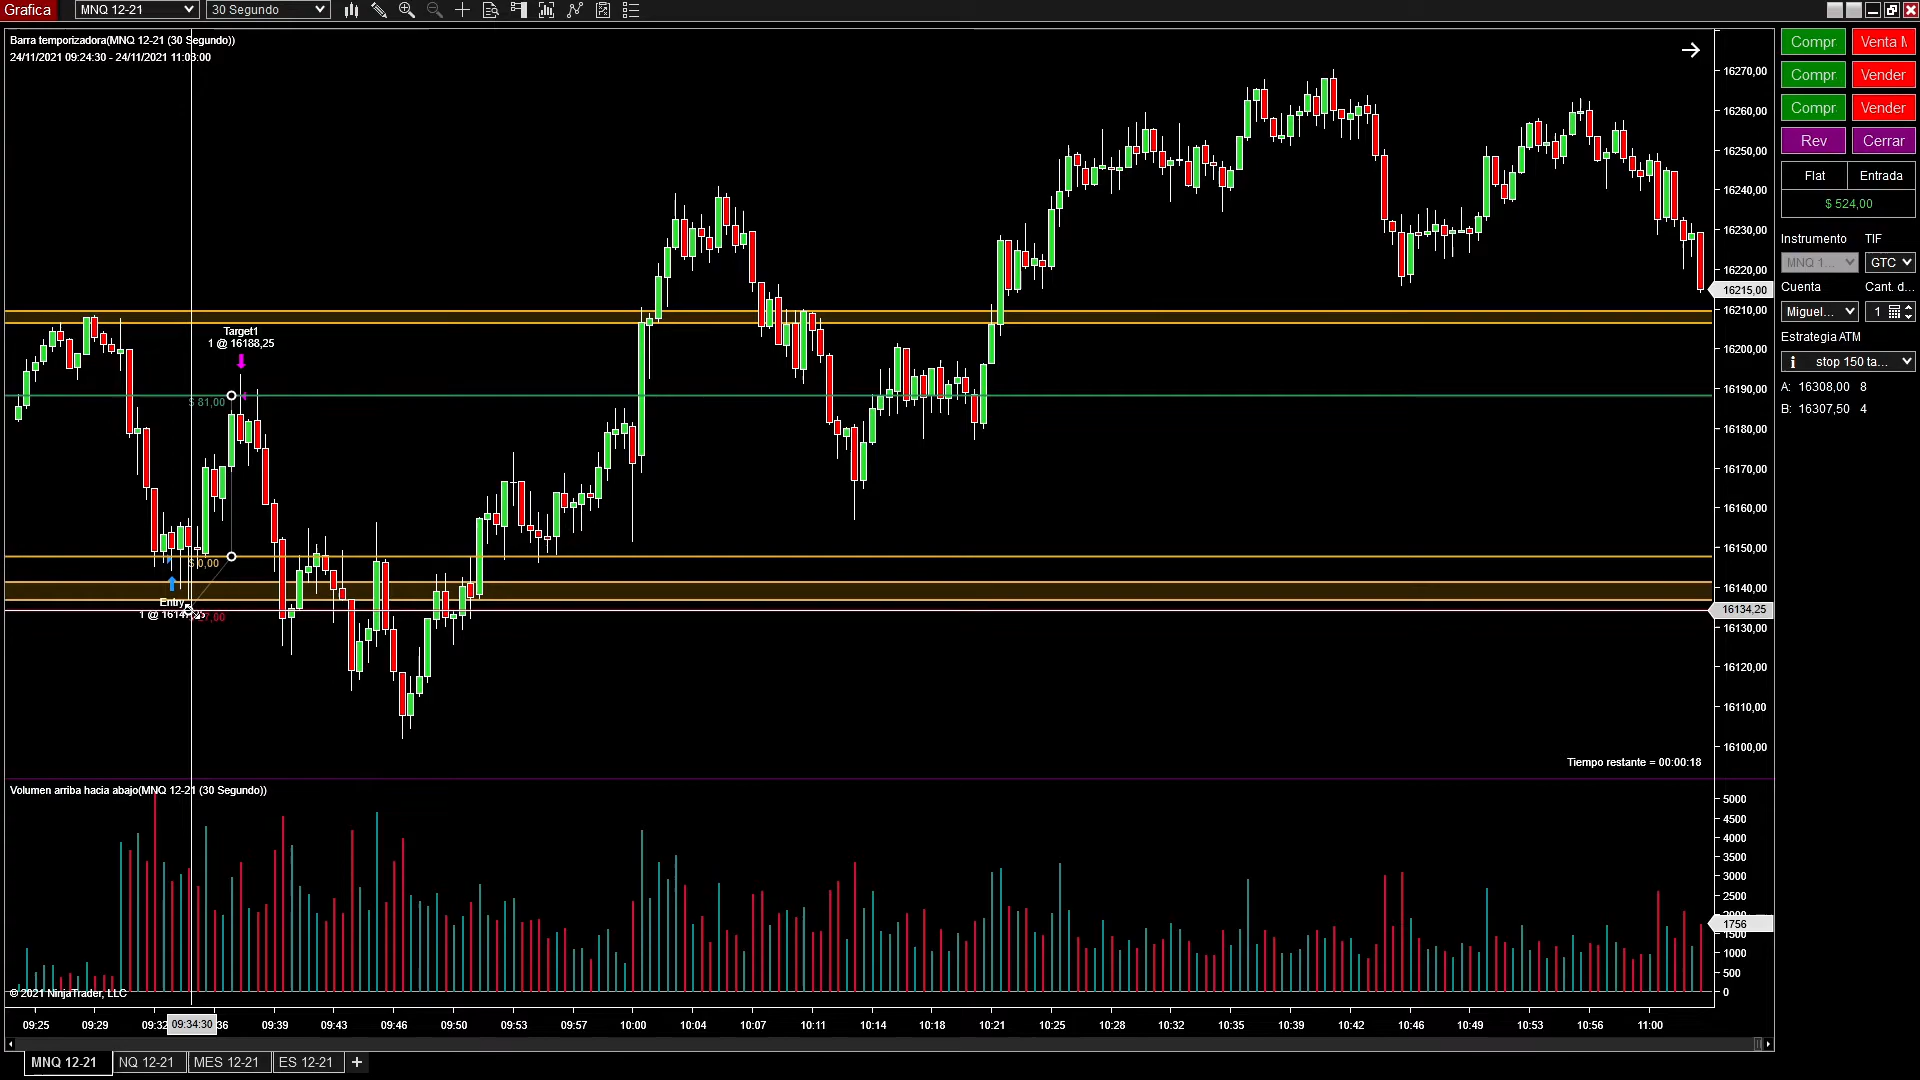 Grafica
MNQ 12-21
30 Segundo
Barra temporizadora(MNQ 12-21 (30 Segundo))
24/11/2021 09:24:30 - 24/11/2021 11:03:00
Target1
1 @ 16188,25
$ 81,00
0,00
Entry
1 @ 1614
7,00
Tiempo restante = 00:00:18
Volumen arriba hacia abajo(MNQ 12-21 (30 Segundo))
© 2021 NinjaTrader, LLC
16270,00
16260,00
16250,00
16240,00
16230,00
16220,00
16215,00
16210,00
16200,00
16190,00
16180,00
16170,00
16160,00
16150,00
16140,00
16134,25
16130,00
16120,00
16110,00
16100,00
5000
4500
4000
3500
3000
2500
2000
1756
1500
1000
500
0
09:25
09:29
09:32
09:34:30
36
09:39
09:43
09:46
09:50
09:53
09:57
10:00
10:04
10:07
10:11
10:14
10:18
10:21
10:25
10:28
10:32
10:35
10:39
10:42
10:46
10:49
10:53
10:56
11:00
MNQ 12-21
NQ 12-21
MES 12-21
ES 12-21
+
Compr
Venta M
Compr
Vender
Compr
Vender
Rev
Cerrar
Flat
Entrada
$ 524,00
Instrumento
TIF
MNQ 1...
GTC
Cuenta
Cant. d...
Miguel...
1
Estrategia ATM
stop 150 ta...
A: 16308,00 8
B: 16307,50 4